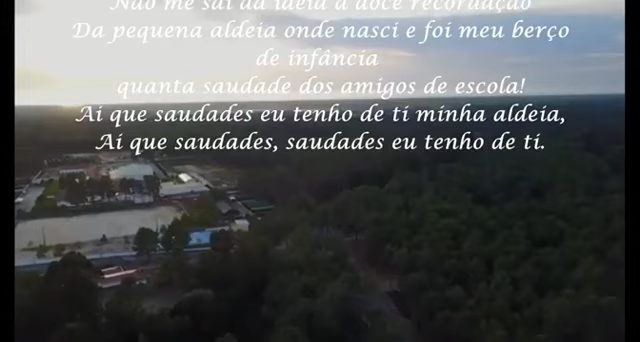 Não me sai da ideia a doce recordação
Da pequena aldeia onde nasci e foi meu berço
de infância
quanta saudade dos amigos de escola!
Ai que saudades eu tenho de ti minha aldeia,
Ai que saudades, saudades eu tenho de ti.